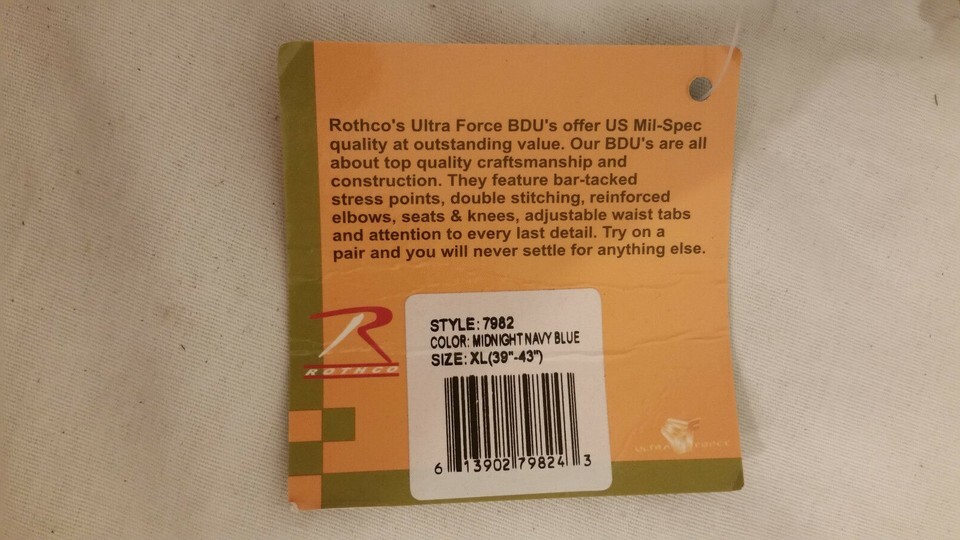 Rothco's Ultra Force BDU's offer US Mil-Spec
quality at outstanding value. Our BDU's are all
about top quality craftsmanship and
construction. They feature bar-tacked
stress points, double stitching, reinforced
elbows, seats & knees, adjustable waist tabs
and attention to every last detail. Try on a
pair and you will never settle for anything else.
R
ROTHCO
STYLE: 7982
COLOR: MIDNIGHT NAVY BLUE
SIZE: XL(39"-43")
6 13902 79824 3
ULTRA FORCE